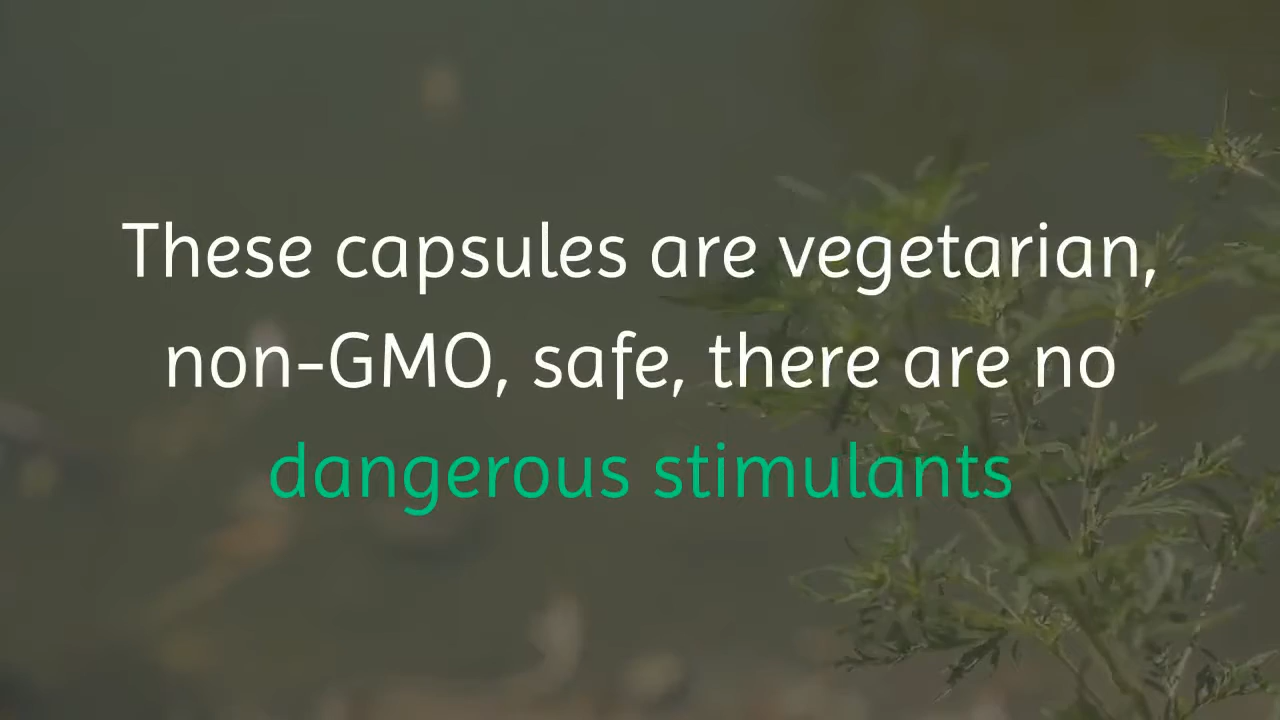 These capsules are vegetarian,
non-GMO, safe, there are no
dangerous stimulants